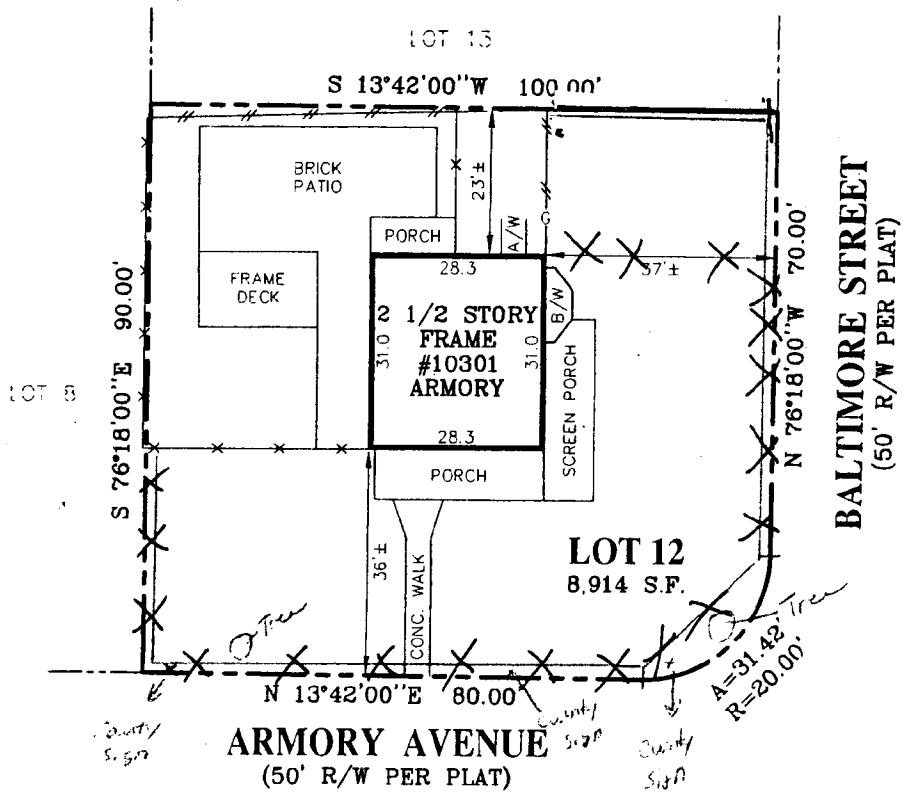 LOT 13
S 13°42'00"W 100.00'
BRICK
PATIO
23'±
A/W
G
PORCH
28.3
37'±
FRAME
DECK
B/W
2 1/2 STORY
FRAME
#10301
ARMORY
31.0
31.0
28.3
SCREEN PORCH
PORCH
LOT 8
S 76°18'00"E 90.00'
N 76°18'00"W 70.00'
BALTIMORE STREET
(50' R/W PER PLAT)
36'±
CONC. WALK
LOT 12
8,914 S.F.
Tree
Tree
A=31.42'
R=20.00'
N 13°42'00"E 80.00'
County
Sign
County
Sign
County
Sign
ARMORY AVENUE
(50' R/W PER PLAT)